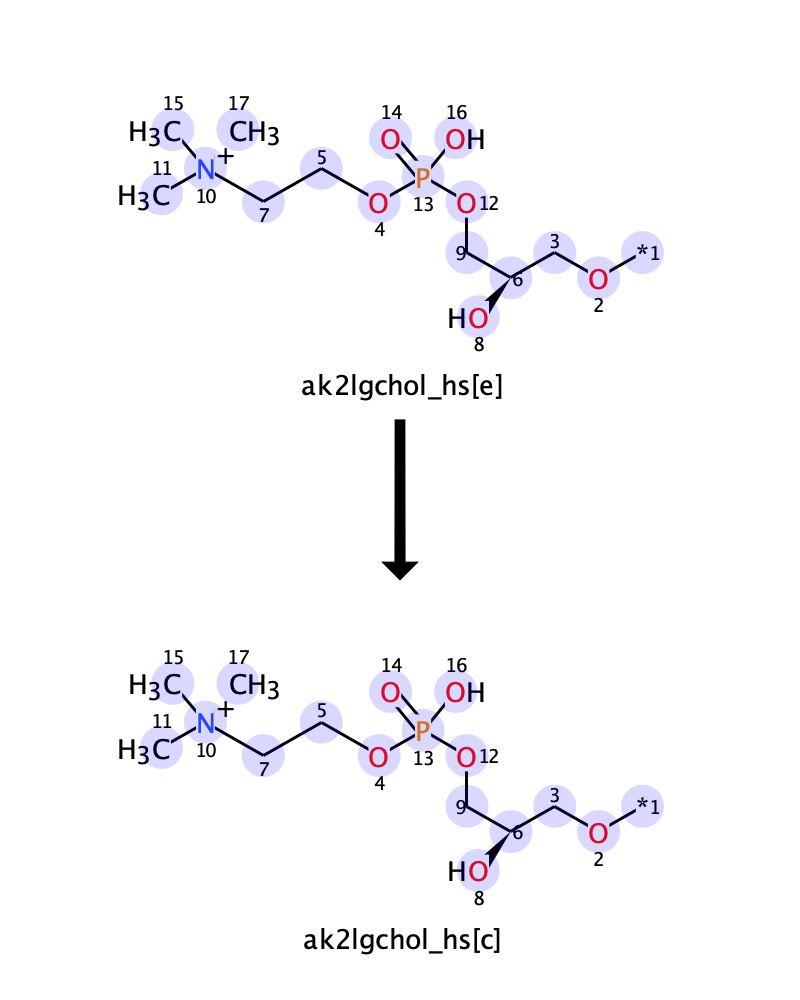 15 17 14 16
H3C CH3 O OH
11 N+ 5 P
H3C 10 7 O 13 O 12
4
9 3 *1
6 O
HO 2
8
ak2lgchol_hs[e]
15 17 14 16
H3C CH3 O OH
11 N+ 5 P
H3C 10 7 O 13 O 12
4
9 3 *1
6 O
HO 2
8
ak2lgchol_hs[c]